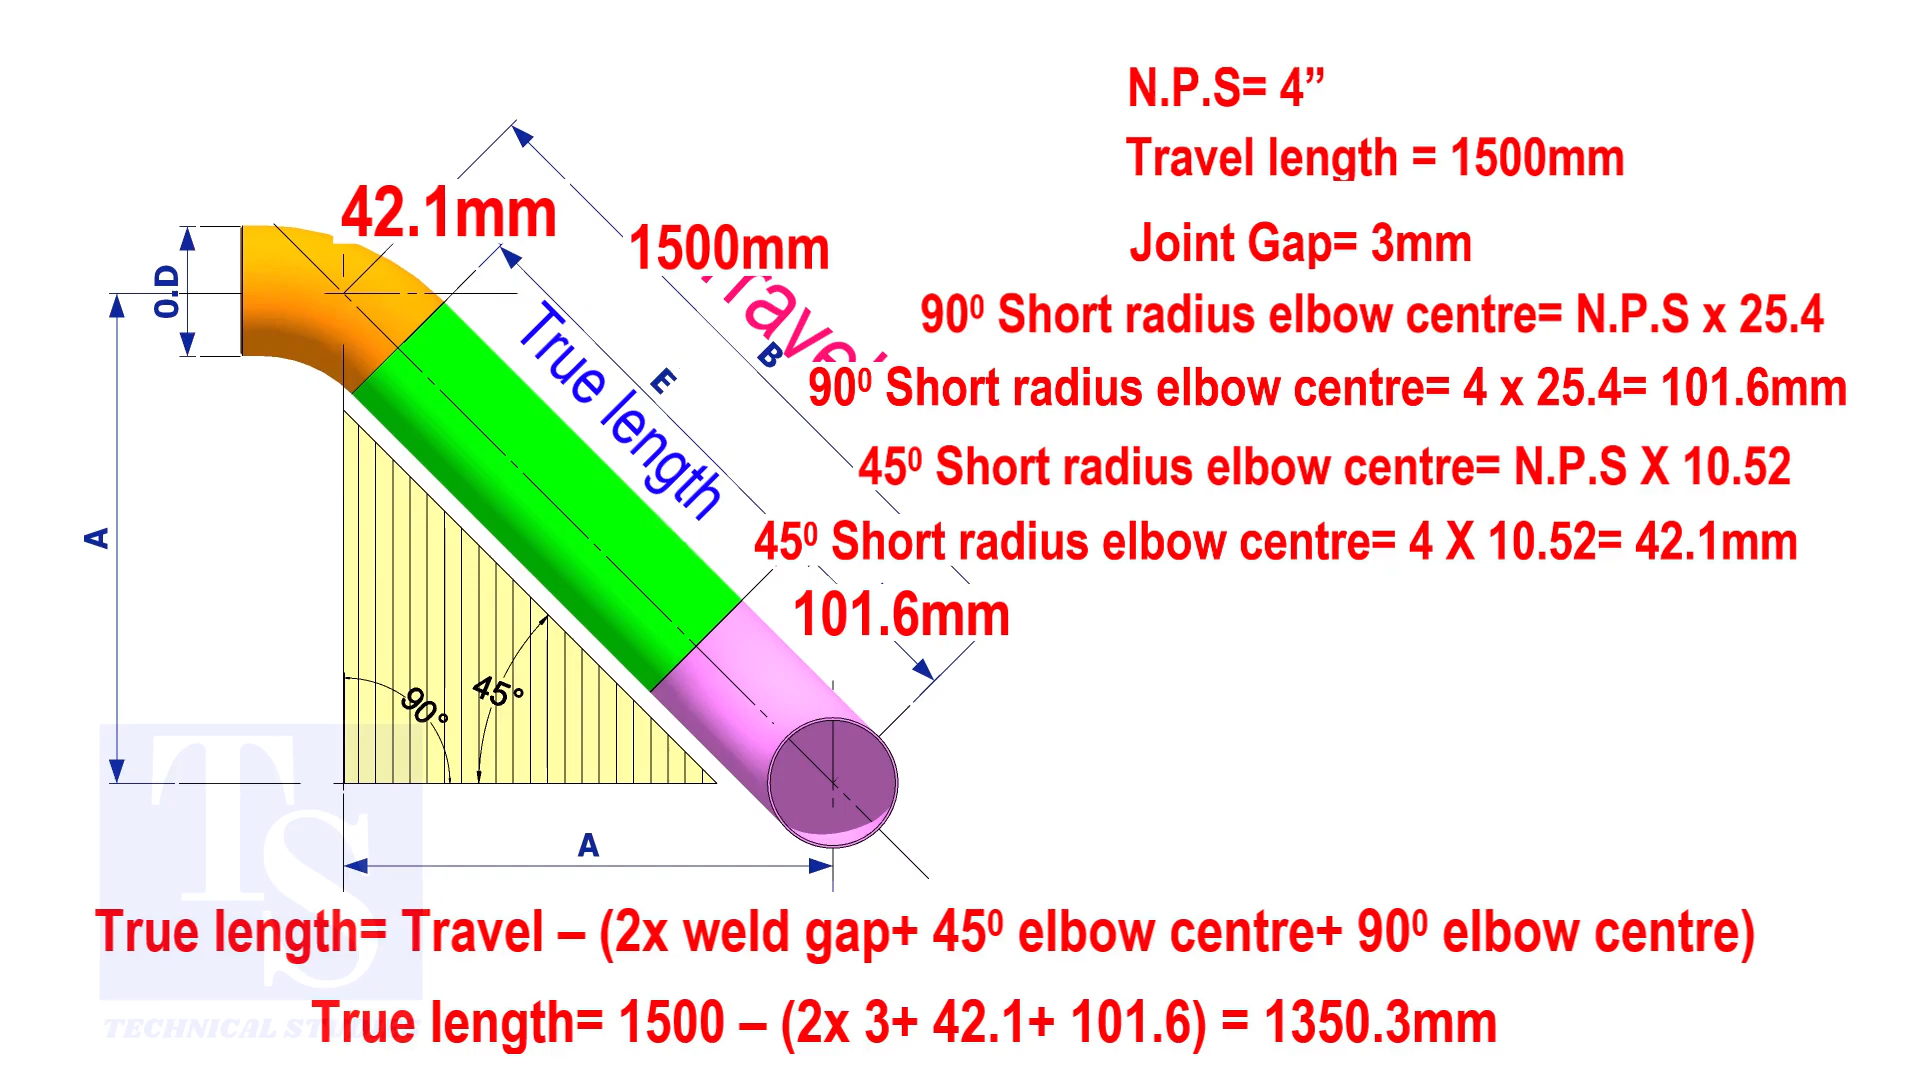 N.P.S= 4”
Travel length = 1500mm
42.1mm
1500mm
Joint Gap= 3mm
O.D
Travel
90⁰ Short radius elbow centre= N.P.S x 25.4
True length
E
B
90⁰ Short radius elbow centre= 4 x 25.4= 101.6mm
45⁰ Short radius elbow centre= N.P.S X 10.52
A
45⁰ Short radius elbow centre= 4 X 10.52= 42.1mm
101.6mm
90°
45°
TS
A
True length= Travel – (2x weld gap+ 45⁰ elbow centre+ 90⁰ elbow centre)
True length= 1500 – (2x 3+ 42.1+ 101.6) = 1350.3mm
TECHNICAL